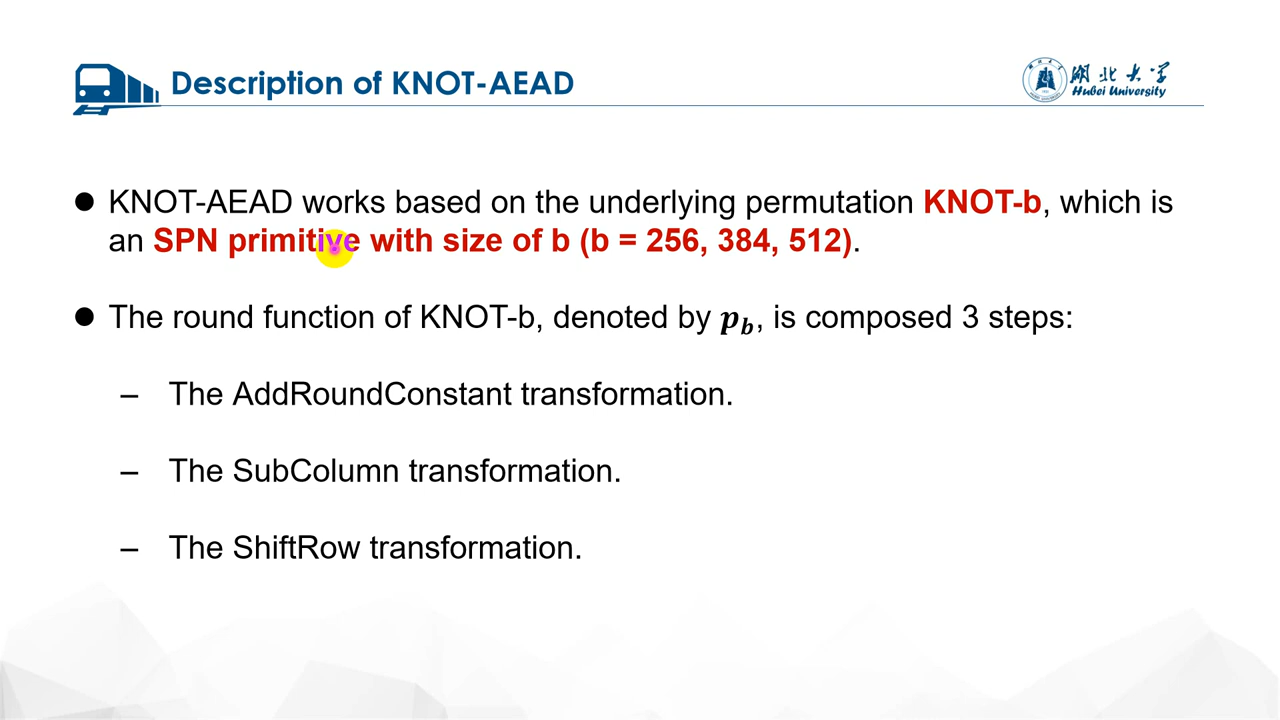 Description of KNOT-AEAD
湖北大学
Hubei University
● KNOT-AEAD works based on the underlying permutation KNOT-b, which is
an SPN primitive with size of b (b = 256, 384, 512).
● The round function of KNOT-b, denoted by p_b, is composed 3 steps:
– The AddRoundConstant transformation.
– The SubColumn transformation.
– The ShiftRow transformation.